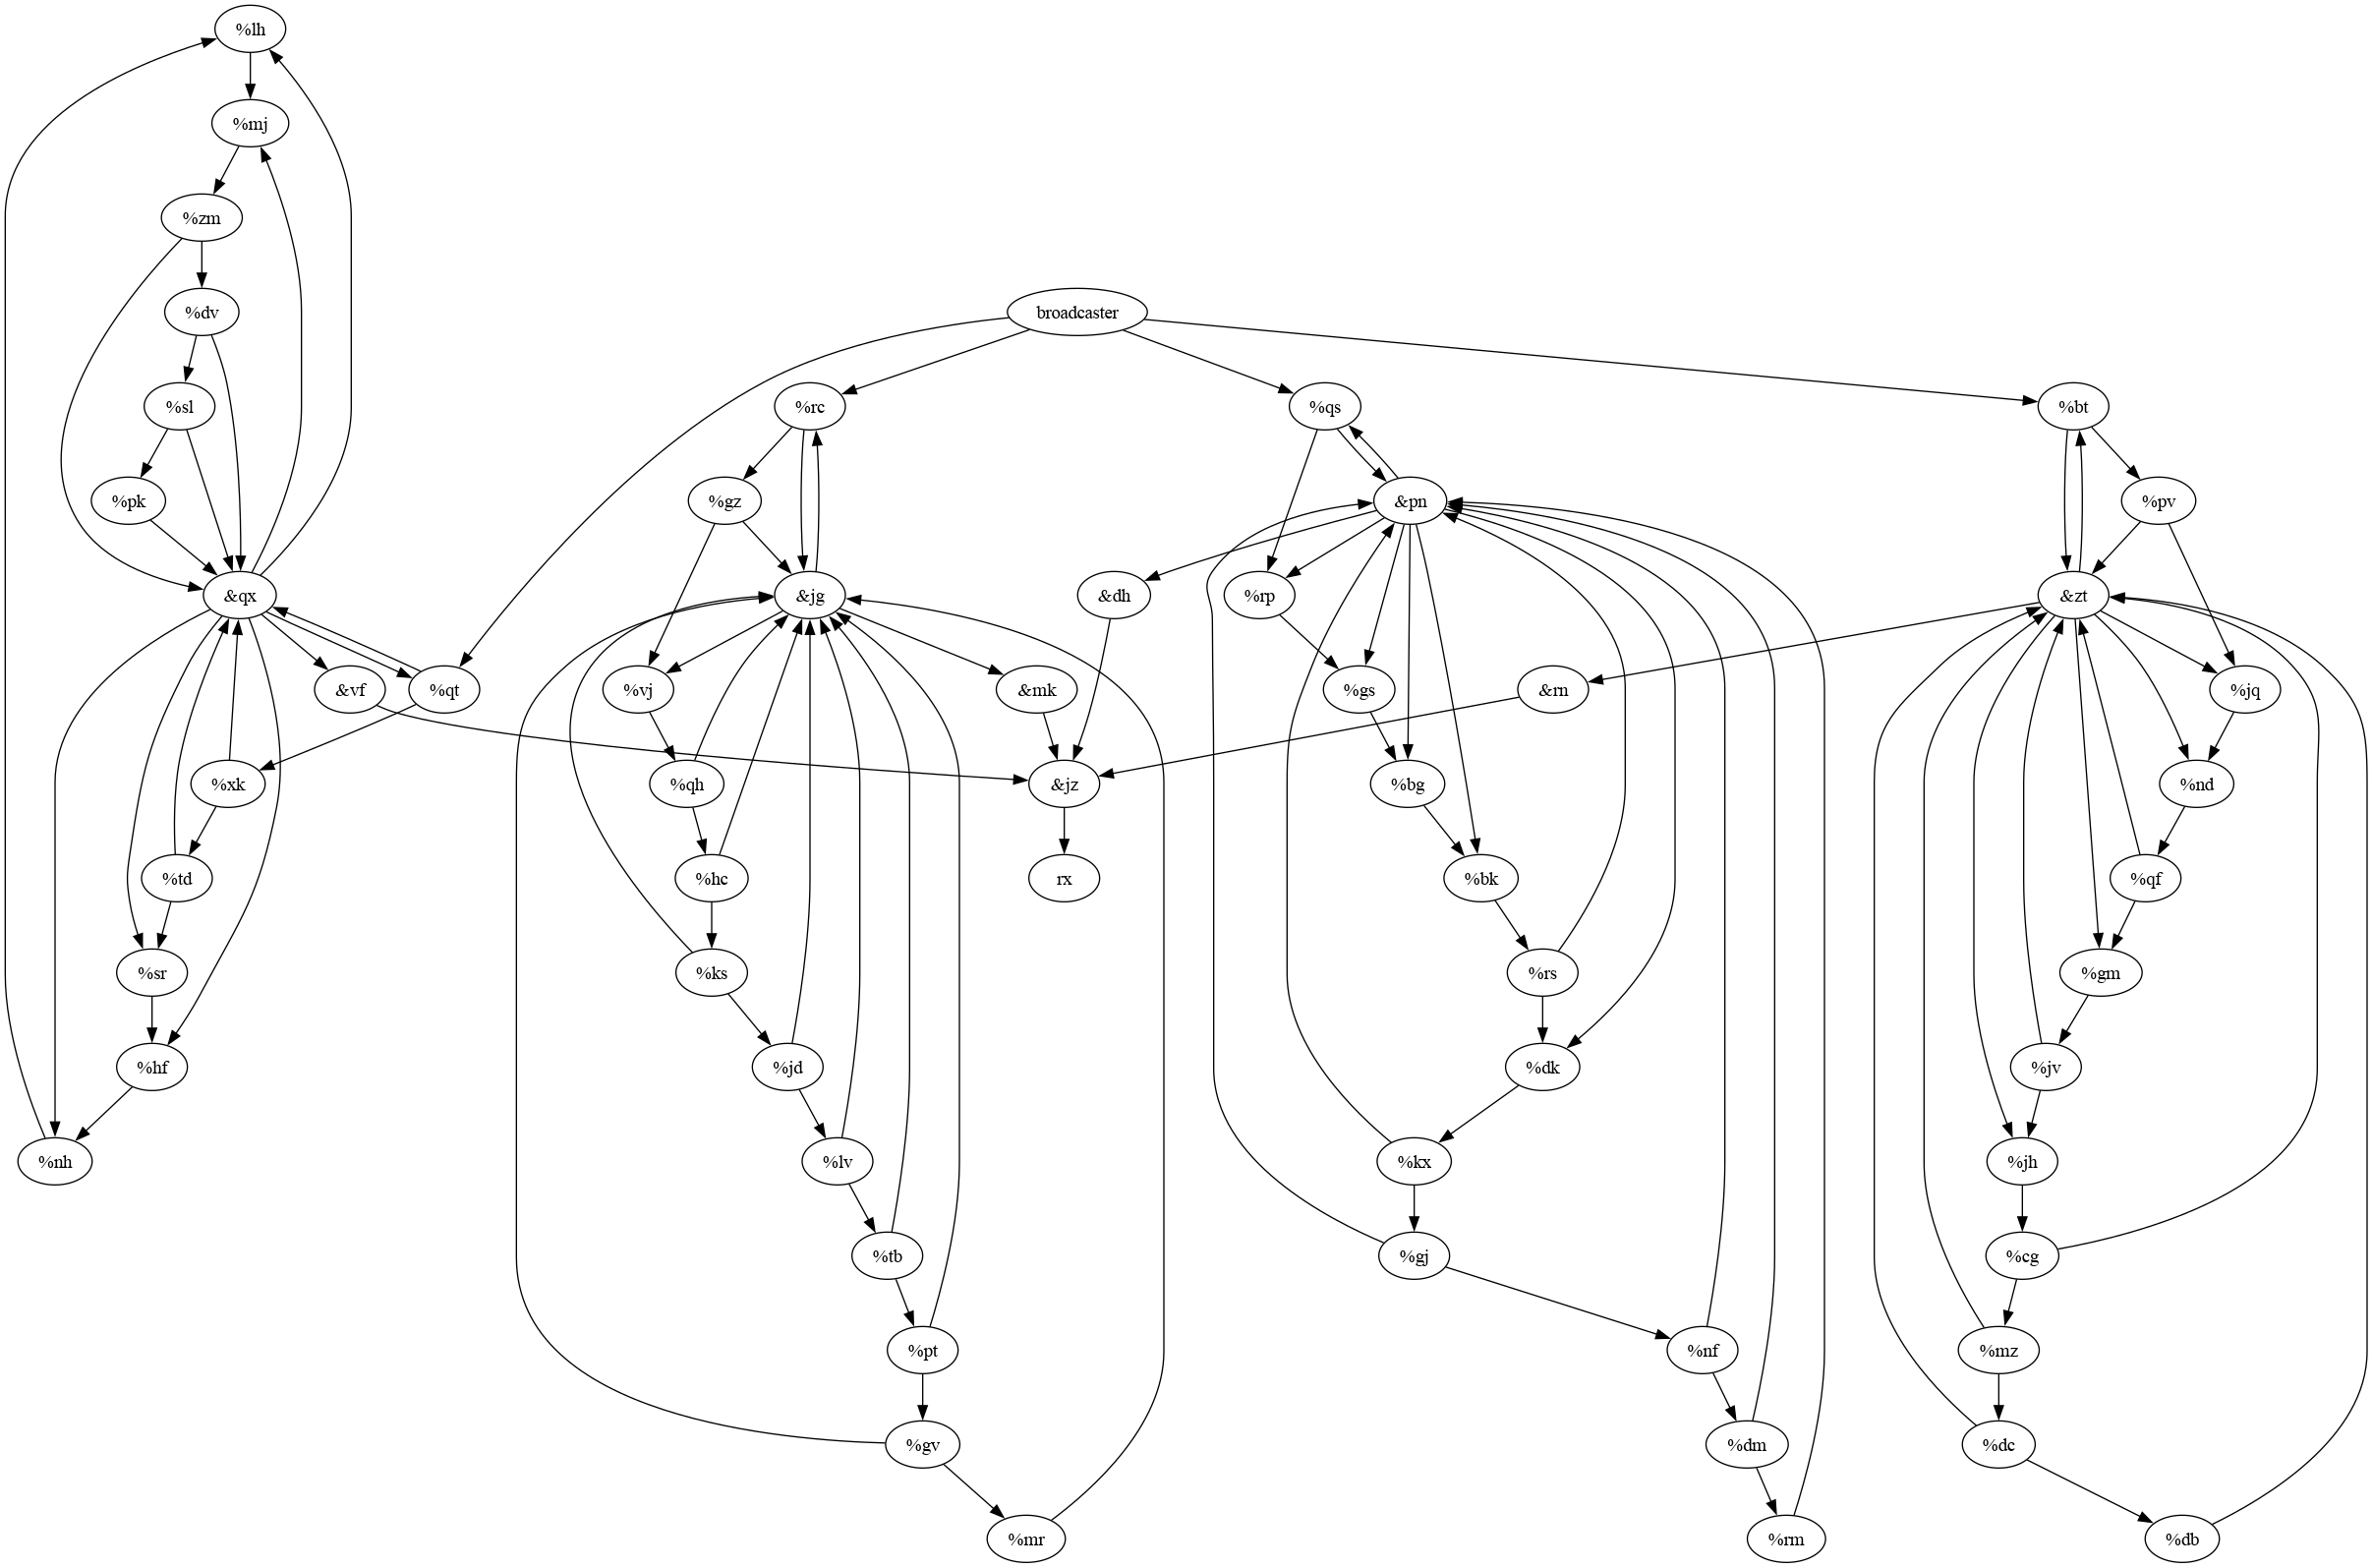 %lh
%mj
%zm
%dv
broadcaster
%sl
%rc
%qs
%bt
%pk
%gz
&pn
%pv
&qx
&jg
&dh
%rp
&zt
&vf
%qt
%vj
&mk
%gs
&rn
%jq
%xk
%qh
&jz
%bg
%nd
%td
%hc
rx
%bk
%qf
%sr
%ks
%rs
%gm
%hf
%jd
%dk
%jv
%nh
%lv
%kx
%jh
%tb
%gj
%cg
%pt
%nf
%mz
%gv
%dm
%dc
%mr
%rm
%db